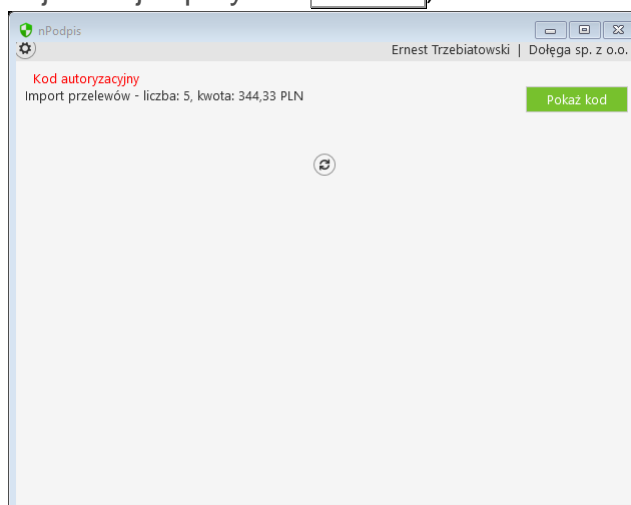 nPodpis
Ernest Trzebiatowski | Dołęga sp. z o.o.
Kod autoryzacyjny
Import przelewów - liczba: 5, kwota: 344,33 PLN
Pokaż kod